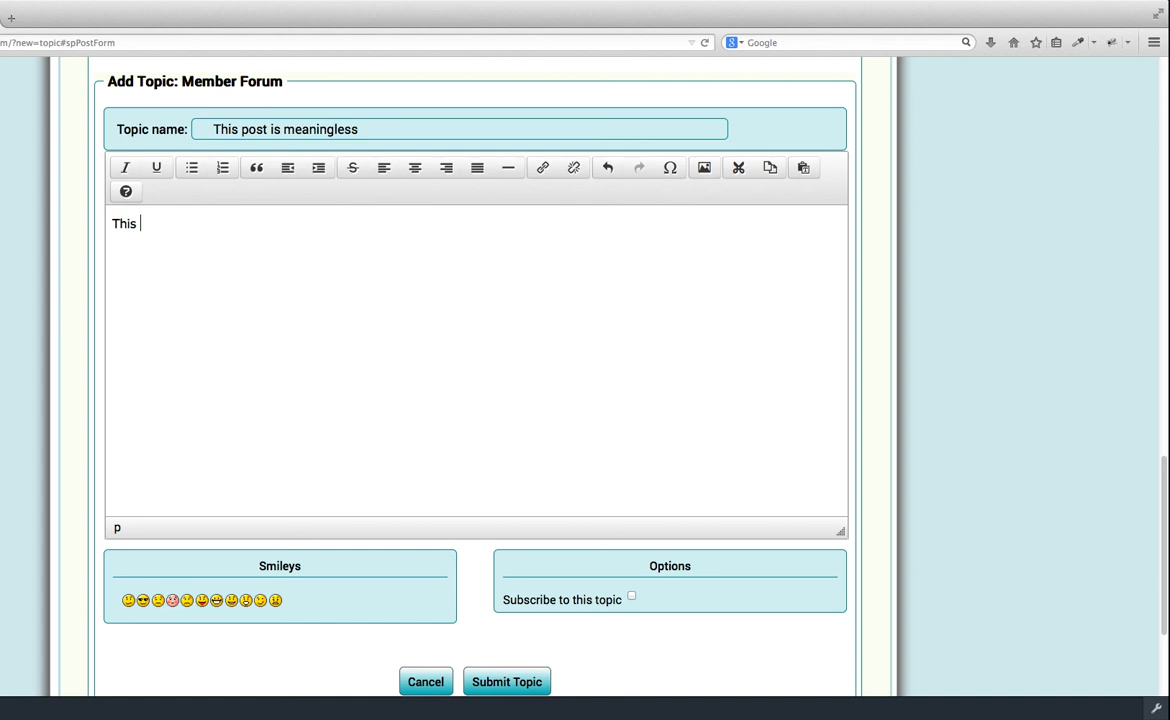 m/?new=topic#spPostForm
Google
Add Topic: Member Forum
Topic name: This post is meaningless
This
p
Smileys
Options
Subscribe to this topic
Cancel
Submit Topic